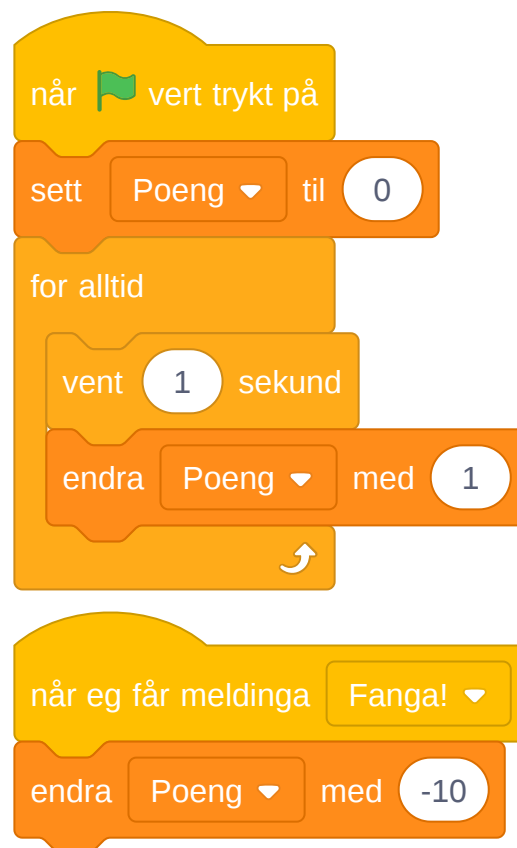 når vert trykt på
sett Poeng til 0
for alltid
vent 1 sekund
endra Poeng med 1
når eg får meldinga Fanga!
endra Poeng med -10